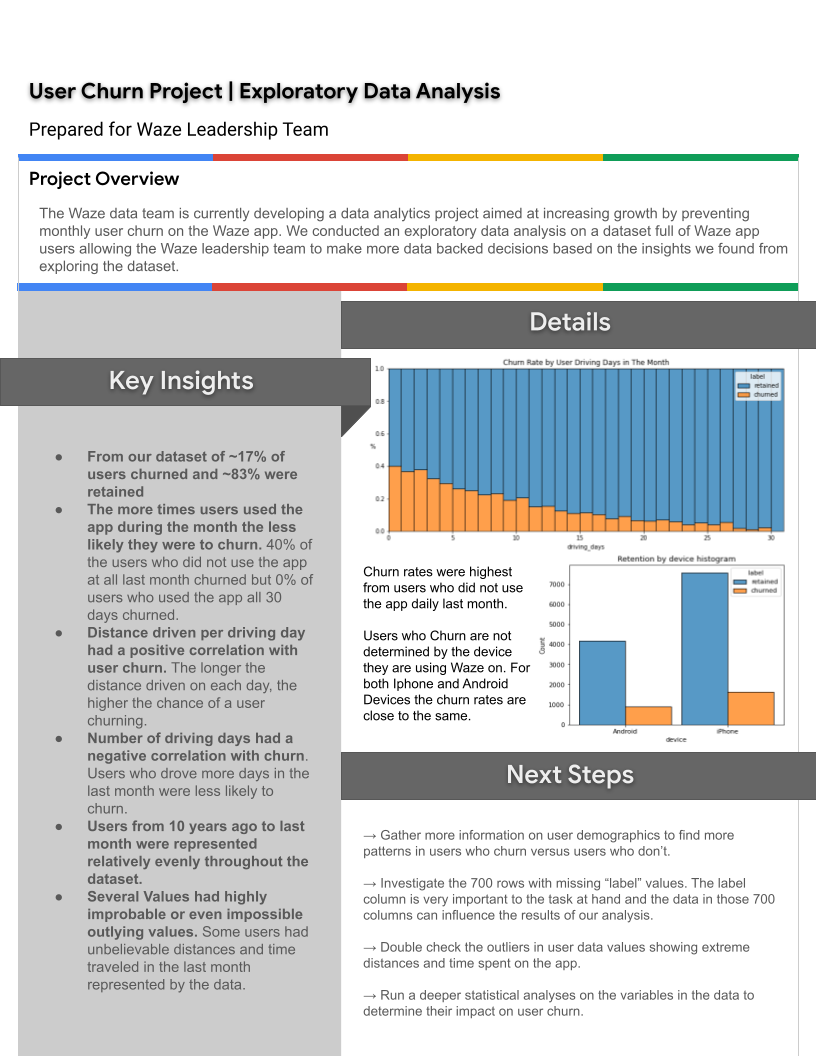 User Churn Project | Exploratory Data Analysis
Prepared for Waze Leadership Team
Project Overview
The Waze data team is currently developing a data analytics project aimed at increasing growth by preventing
monthly user churn on the Waze app. We conducted an exploratory data analysis on a dataset full of Waze app
users allowing the Waze leadership team to make more data backed decisions based on the insights we found from
exploring the dataset.
Key Insights
● From our dataset of ~17% of
users churned and ~83% were
retained
● The more times users used the
app during the month the less
likely they were to churn. 40% of
the users who did not use the app
at all last month churned but 0% of
users who used the app all 30
days churned.
● Distance driven per driving day
had a positive correlation with
user churn. The longer the
distance driven on each day, the
higher the chance of a user
churning.
● Number of driving days had a
negative correlation with churn.
Users who drove more days in the
last month were less likely to
churn.
● Users from 10 years ago to last
month were represented
relatively evenly throughout the
dataset.
● Several Values had highly
improbable or even impossible
outlying values. Some users had
unbelievable distances and time
traveled in the last month
represented by the data.
Details
Churn Rate by User Driving Days in The Month
label
retained
churned
1.0
0.8
0.6
0.4
0.2
0.0
%
0 5 10 15 20 25 30
driving_days
Churn rates were highest
from users who did not use
the app daily last month.
Users who Churn are not
determined by the device
they are using Waze on. For
both Iphone and Android
Devices the churn rates are
close to the same.
Retention by device histogram
label
retained
churned
7000
6000
5000
4000
3000
2000
1000
0
Count
Android iPhone
device
Next Steps
→ Gather more information on user demographics to find more
patterns in users who churn versus users who don’t.
→ Investigate the 700 rows with missing “label” values. The label
column is very important to the task at hand and the data in those 700
columns can influence the results of our analysis.
→ Double check the outliers in user data values showing extreme
distances and time spent on the app.
→ Run a deeper statistical analyses on the variables in the data to
determine their impact on user churn.